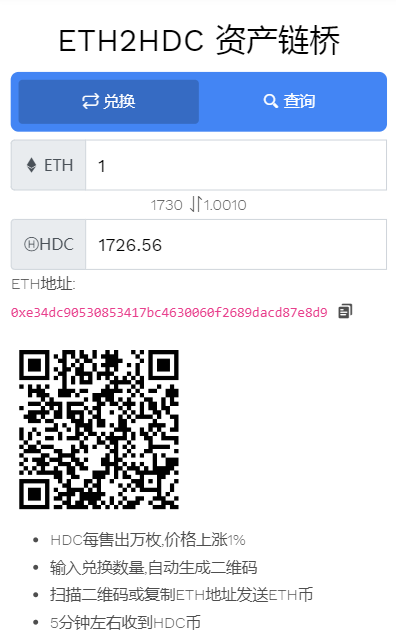 ETH2HDC 资产链桥
兑换 查询
ETH 1
1730 1.0010
ⒽHDC 1726.56
ETH地址:
0xe34dc90530853417bc4630060f2689dacd87e8d9
HDC每售出万枚,价格上涨1%
输入兑换数量,自动生成二维码
扫描二维码或复制ETH地址发送ETH币
5分钟左右收到HDC币